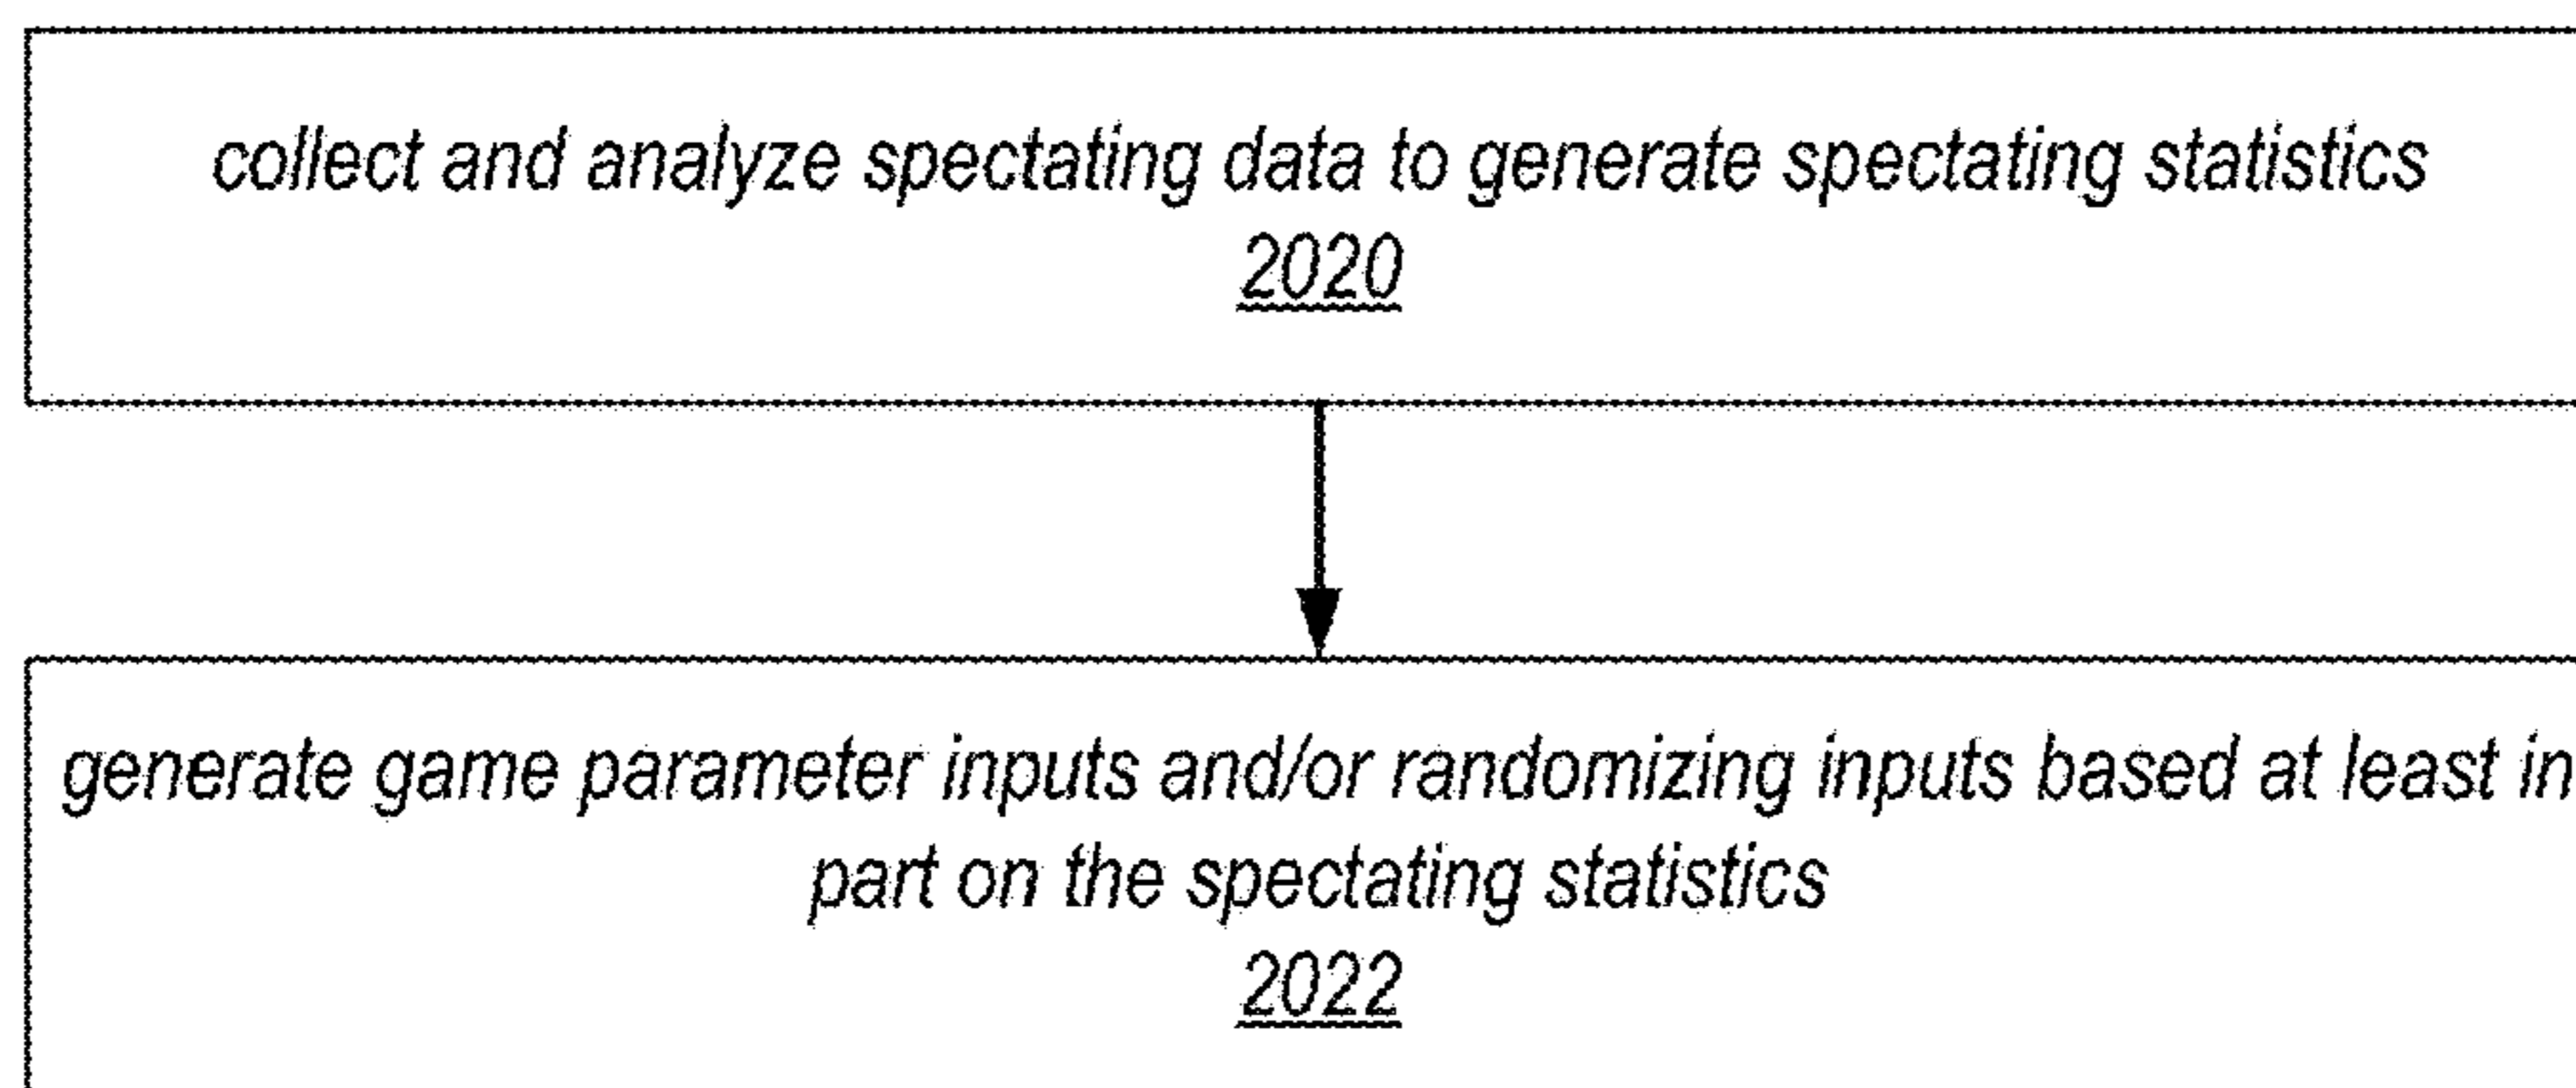 collect and analyze spectating data to generate spectating statistics
2020
generate game parameter inputs and/or randomizing inputs based at least in
part on the spectating statistics
2022